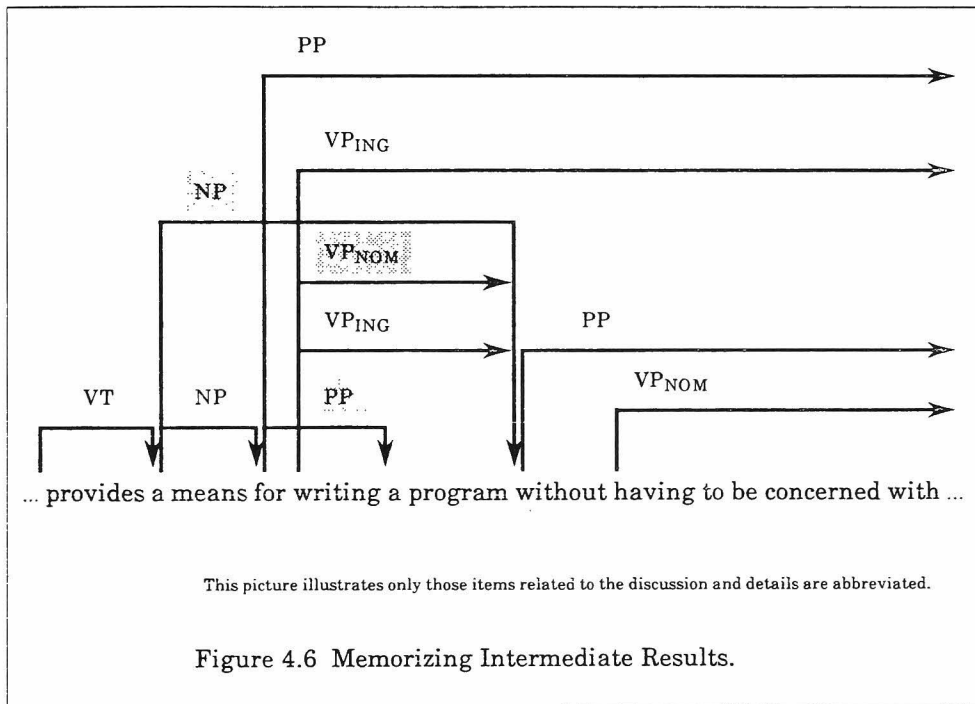 PP
VPING
NP
VPNOM
VPING PP
VPNOM
VT NP PP
... provides a means for writing a program without having to be concerned with ...
This picture illustrates only those items related to the discussion and details are abbreviated.
Figure 4.6 Memorizing Intermediate Results.